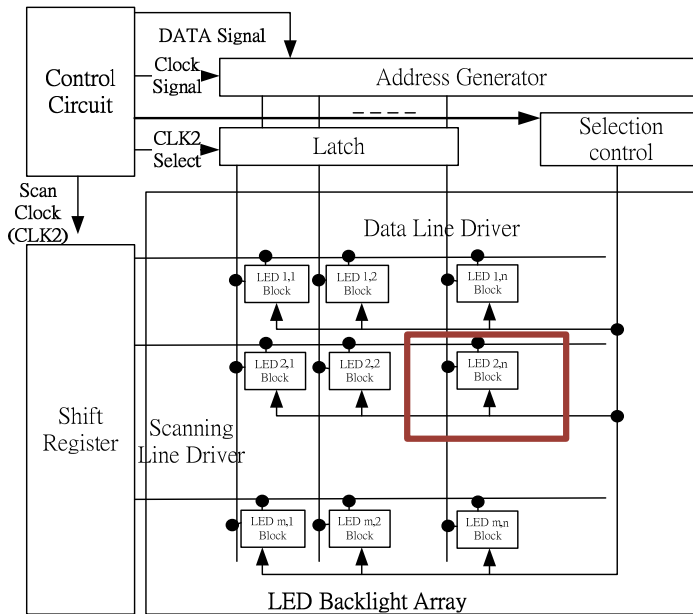 DATA Signal
Control
Circuit
Clock
Signal
Address Generator
CLK2
Select
Latch
Selection
control
Scan
Clock
(CLK2)
Data Line Driver
LED 1,1
Block
LED 1,2
Block
LED 1,n
Block
LED 2,1
Block
LED 2,2
Block
LED 2,n
Block
Shift
Register
Scanning
Line Driver
LED m,1
Block
LED m,2
Block
LED m,n
Block
LED Backlight Array